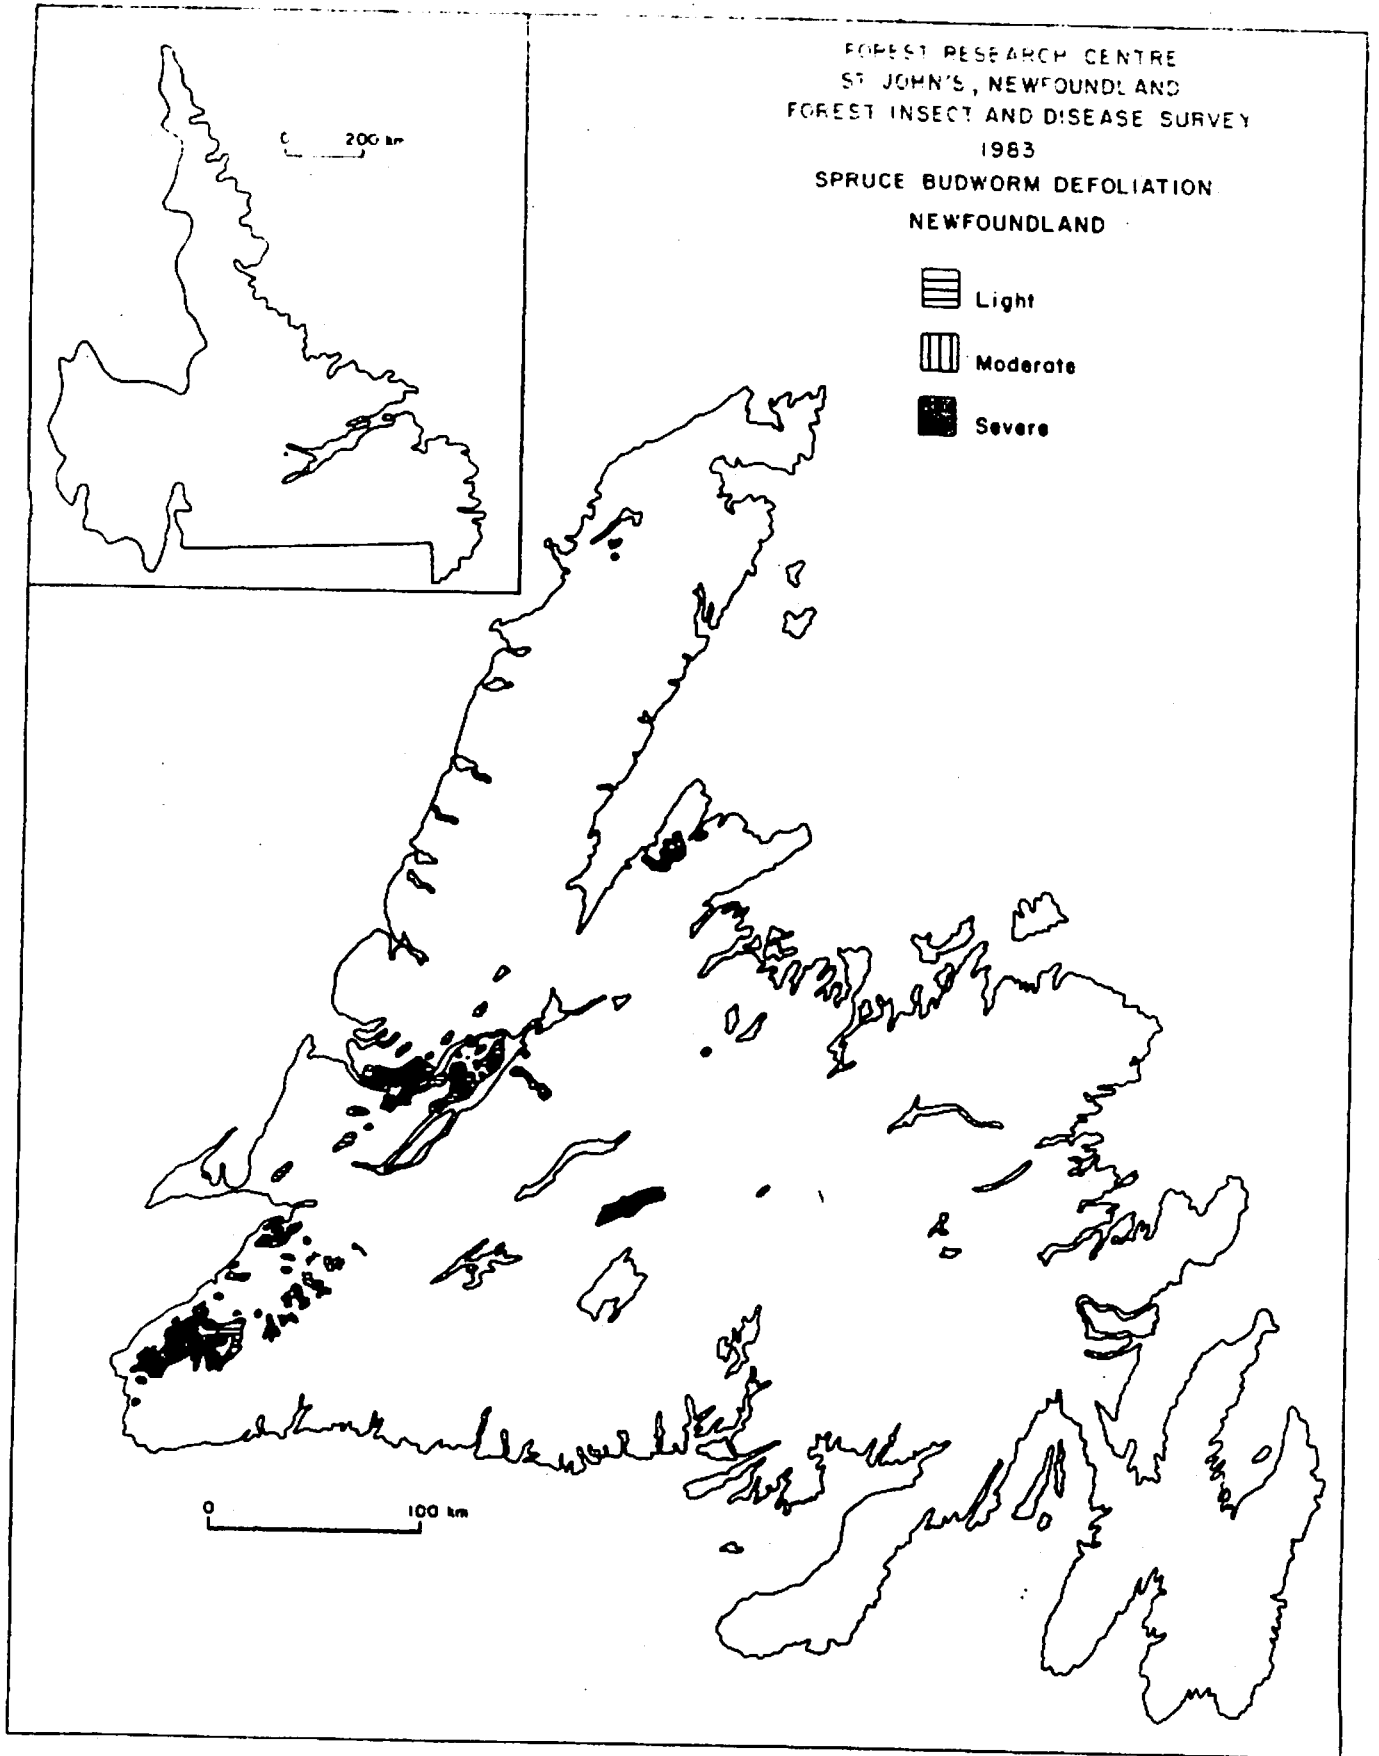 0 200 km
FOREST RESEARCH CENTRE
ST. JOHN'S, NEWFOUNDLAND
FOREST INSECT AND DISEASE SURVEY
1983
SPRUCE BUDWORM DEFOLIATION
NEWFOUNDLAND
Light
Moderate
Severe
0 100 km